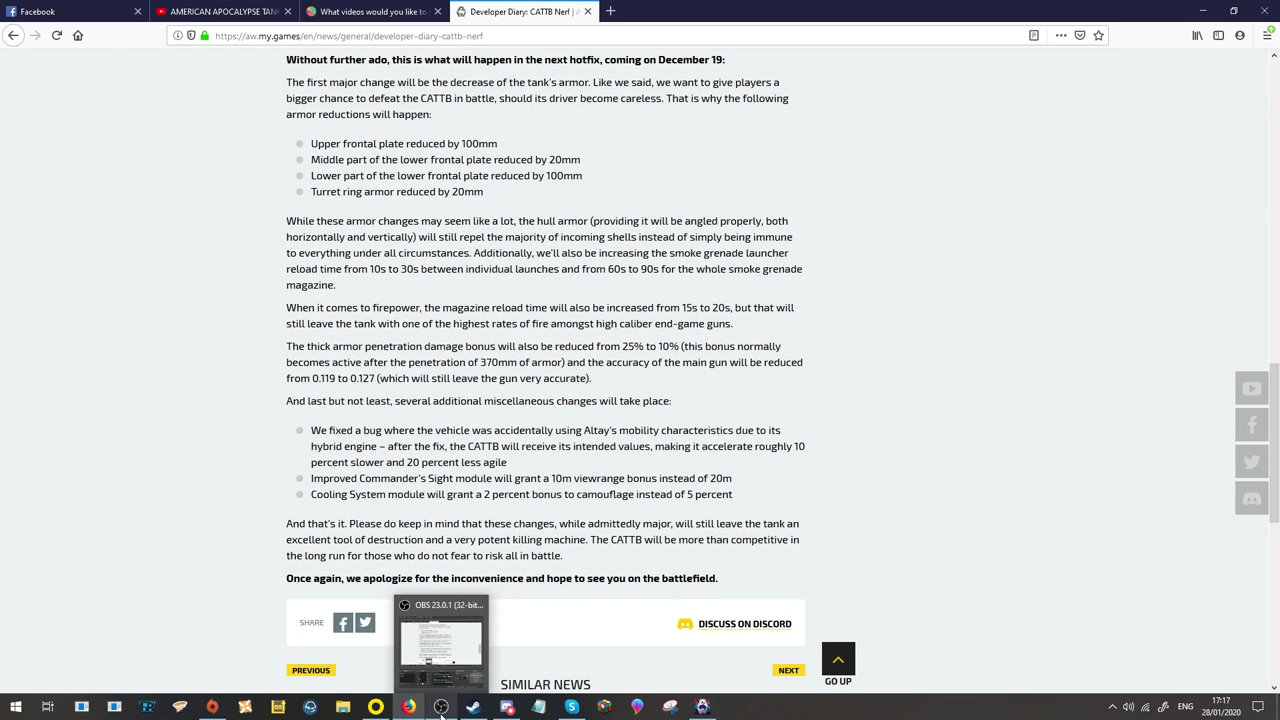 Facebook
AMERICAN APOCALYPSE TAN
What videos would you like to s
Developer Diary: CATTB Nerf | A
https://aw.my.games/en/news/general/developer-diary-cattb-nerf
Without further ado, this is what will happen in the next hotfix, coming on December 19:
The first major change will be the decrease of the tank's armor. Like we said, we want to give players a
bigger chance to defeat the CATTB in battle, should its driver become careless. That is why the following
armor reductions will happen:
Upper frontal plate reduced by 100mm
Middle part of the lower frontal plate reduced by 20mm
Lower part of the lower frontal plate reduced by 100mm
Turret ring armor reduced by 20mm
While these armor changes may seem like a lot, the hull armor (providing it will be angled properly, both
horizontally and vertically) will still repel the majority of incoming shells instead of simply being immune
to everything under all circumstances. Additionally, we'll also be increasing the smoke grenade launcher
reload time from 10s to 30s between individual launches and from 60s to 90s for the whole smoke grenade
magazine.
When it comes to firepower, the magazine reload time will also be increased from 15s to 20s, but that will
still leave the tank with one of the highest rates of fire amongst high caliber end-game guns.
The thick armor penetration damage bonus will also be reduced from 25% to 10% (this bonus normally
becomes active after the penetration of 370mm of armor) and the accuracy of the main gun will be reduced
from 0.119 to 0.127 (which will still leave the gun very accurate).
And last but not least, several additional miscellaneous changes will take place:
We fixed a bug where the vehicle was accidentally using Altay's mobility characteristics due to its
hybrid engine – after the fix, the CATTB will receive its intended values, making it accelerate roughly 10
percent slower and 20 percent less agile
Improved Commander's Sight module will grant a 10m viewrange bonus instead of 20m
Cooling System module will grant a 2 percent bonus to camouflage instead of 5 percent
And that's it. Please do keep in mind that these changes, while admittedly major, will still leave the tank an
excellent tool of destruction and a very potent killing machine. The CATTB will be more than competitive in
the long run for those who do not fear to risk all in battle.
Once again, we apologize for the inconvenience and hope to see you on the battlefield.
OBS 23.0.1 (32-bit...
SHARE
DISCUSS ON DISCORD
GO UP
PREVIOUS
NEXT
SIMILAR NEWS
ENG
17:17
28/01/2020